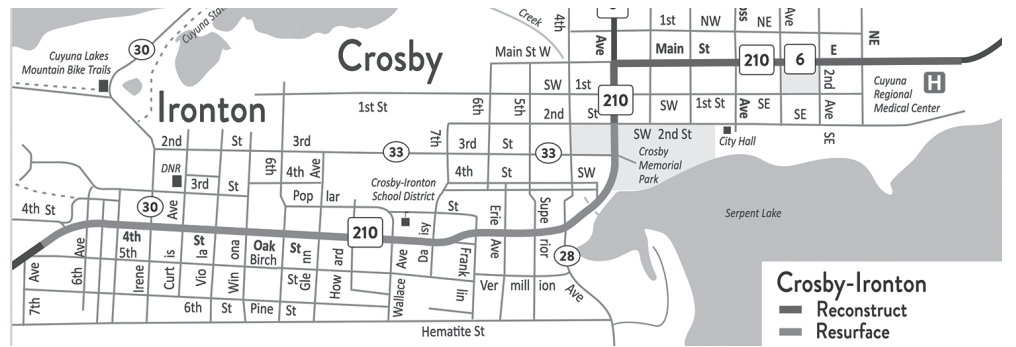 Creek
4th
Ave
1st
NW
NE
Ave
NE
Cuyuna Lakes
Mountain Bike Trails
30
Cuyuna State
Crosby
Main St W
Main St
210
6
E
2nd
Ave
SE
Cuyuna
Regional
Medical Center
H
Ironton
1st St
6th
5th
SW
1st
2nd
St
210
SW
1st St
Ave
SE
SE
2nd
St
3rd
33
7th
3rd
St
33
SW 2nd St
City Hall
Crosby
Memorial
Park
DNR
3rd
St
6th
4th
Ave
4th
St
SW
Crosby-Ironton
School District
Pop lar
St
4th St
30
Ave
210
Erie
Ave
Supe rior
Serpent Lake
4th
5th
St
Oak
Birch
St
Irene
Curt is
Vio la
Win ona
Gle nn
How ard
Ave
Wallace
Da isy
Frank lin
28
Ave
Ave
6th
7th
St
Ver mill ion
Ave
6th
St
Pine
St
Hematite St
Crosby-Ironton
Reconstruct
Resurface